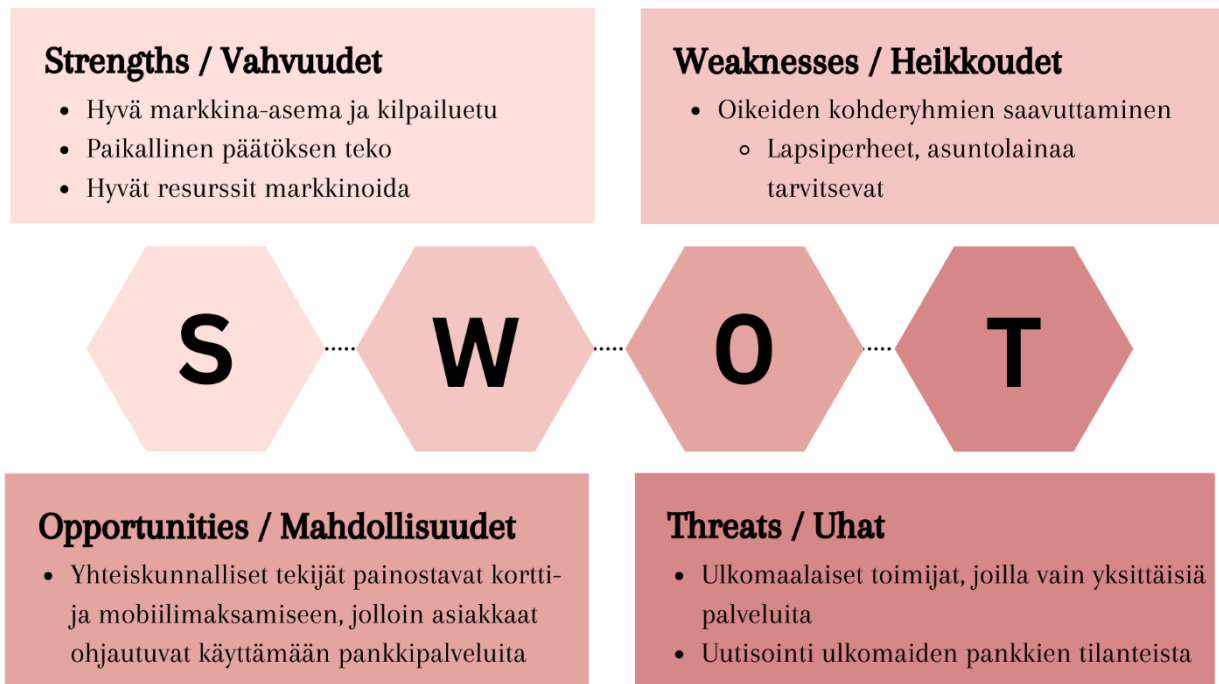 Strengths / Vahvuudet
• Hyvä markkina-asema ja kilpailuetu
• Paikallinen päätöksen teko
• Hyvät resurssit markkinoida
Weaknesses / Heikkoudet
• Oikeiden kohderyhmien saavuttaminen
◦ Lapsiperheet, asuntolainaa
tarvitsevat
S
W
O
T
Opportunities / Mahdollisuudet
• Yhteiskunnalliset tekijät painostavat kortti-
ja mobiilimaksamiseen, jolloin asiakkaat
ohjautuvat käyttämään pankkipalveluita
Threats / Uhat
• Ulkomaalaiset toimijat, joilla vain yksittäisiä
palveluita
• Uutisointi ulkomaiden pankkien tilanteista